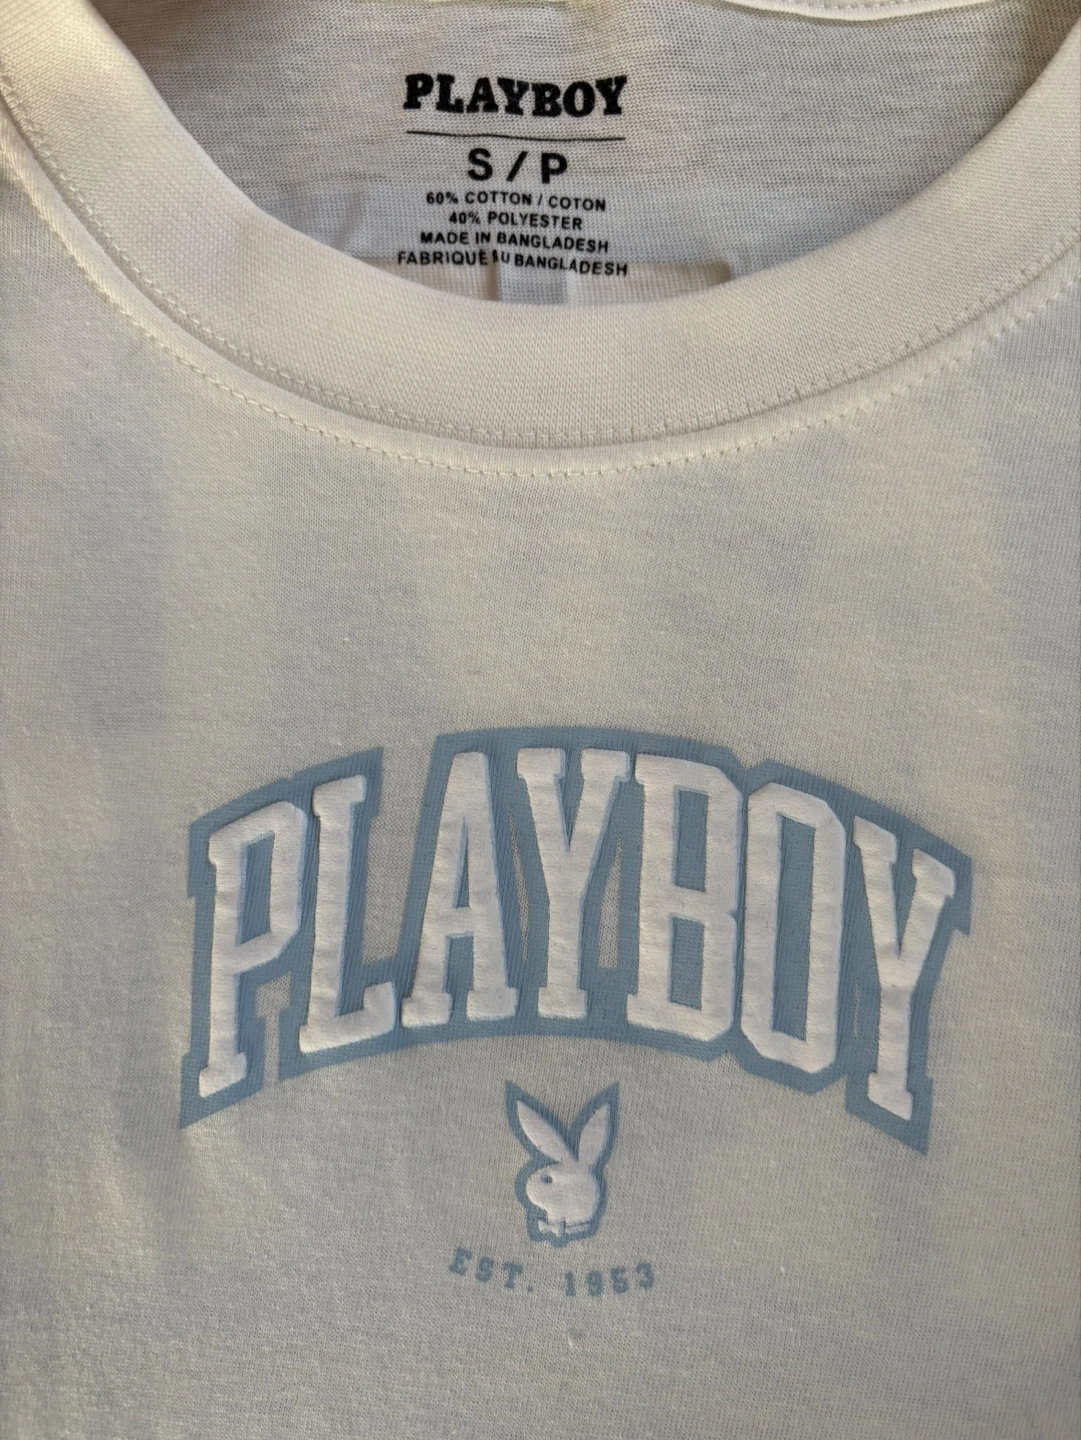 PLAYBOY
S / P
60% COTTON / COTON
40% POLYESTER
MADE IN BANGLADESH
FABRIQUÉ AU BANGLADESH
PLAYBOY
EST. 1953